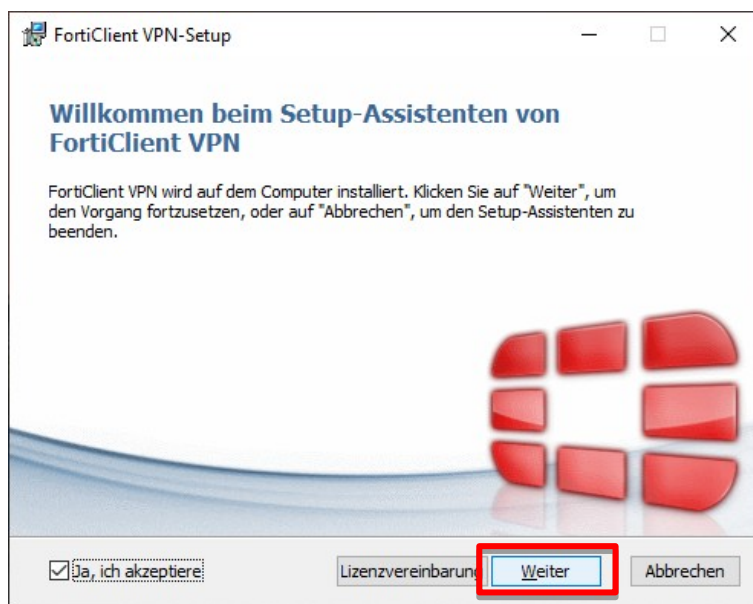 FortiClient VPN-Setup
Willkommen beim Setup-Assistenten von
FortiClient VPN
FortiClient VPN wird auf dem Computer installiert. Klicken Sie auf "Weiter", um
den Vorgang fortzusetzen, oder auf "Abbrechen", um den Setup-Assistenten zu
beenden.
Ja, ich akzeptiere Lizenzvereinbarung Weiter Abbrechen